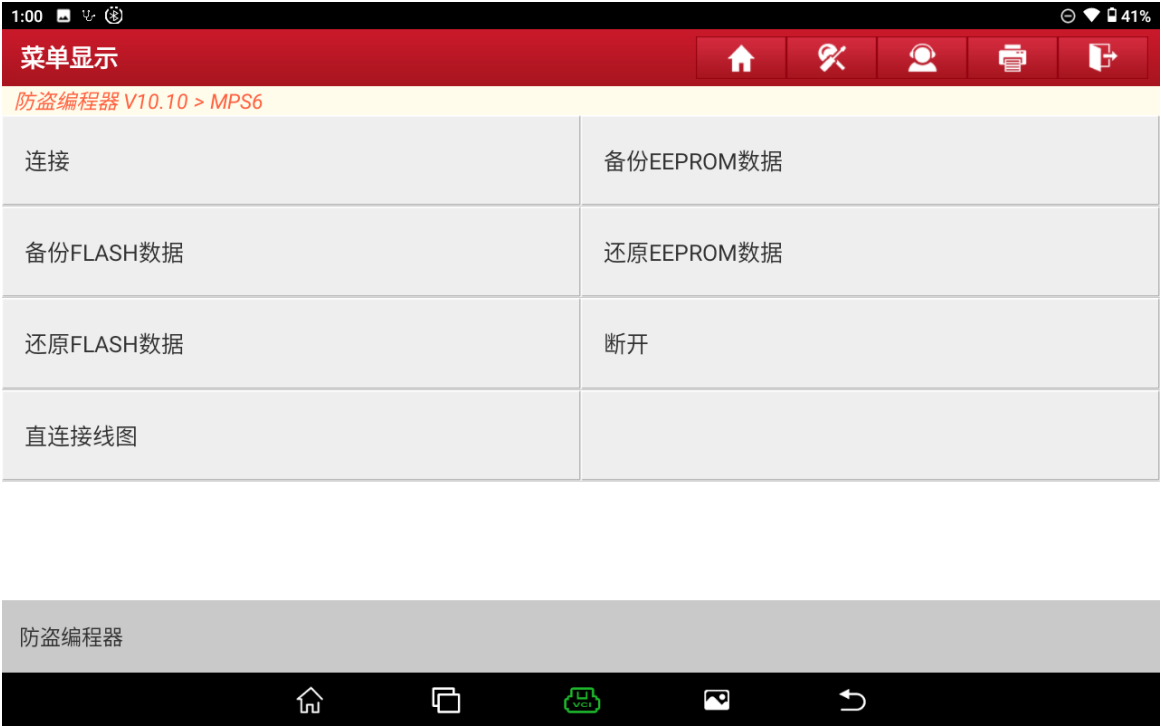 1:00
41%
菜单显示
防盗编程器 V10.10 > MPS6
连接
备份EEPROM数据
备份FLASH数据
还原EEPROM数据
还原FLASH数据
断开
直连接线图
防盗编程器
VCI